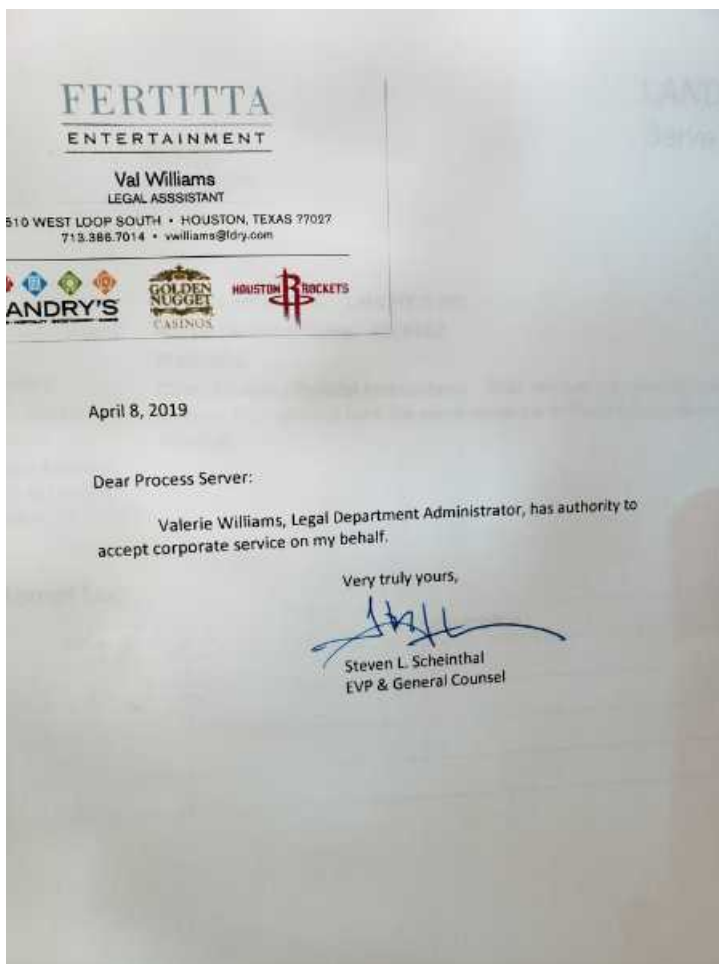 FERTITTA
ENTERTAINMENT
Val Williams
LEGAL ASSSISTANT
510 WEST LOOP SOUTH • HOUSTON, TEXAS 77027
713.386.7014 • vwilliams@ldry.com
ANDRY'S
GOLDEN
NUGGET
CASINOS
HOUSTON ROCKETS
April 8, 2019
Dear Process Server:
Valerie Williams, Legal Department Administrator, has authority to
accept corporate service on my behalf.
Very truly yours,
Steven L. Scheinthal
EVP & General Counsel